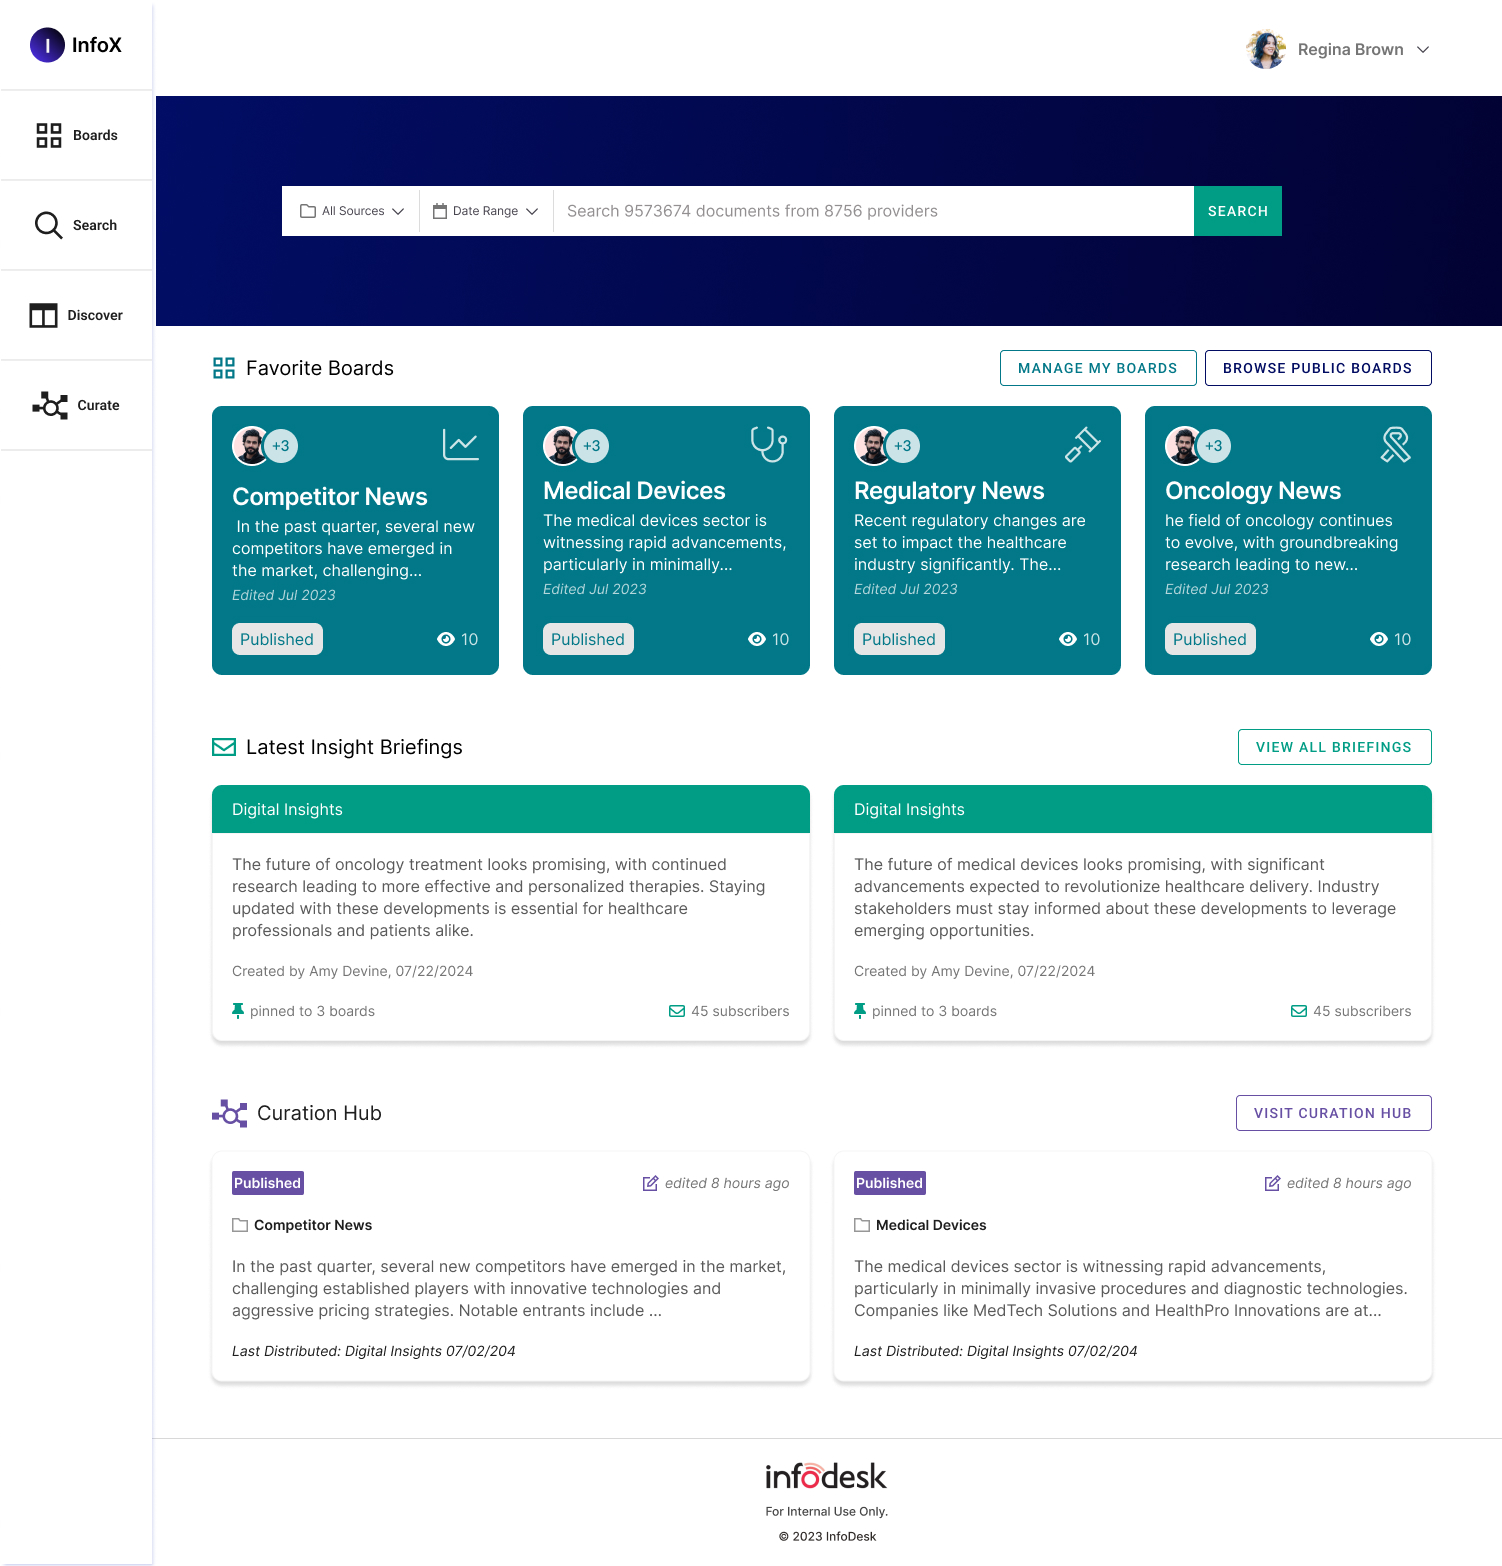 I InfoX
Regina Brown
Boards
Search
Discover
Curate
All Sources
Date Range
Search 9573674 documents from 8756 providers
SEARCH
Favorite Boards
MANAGE MY BOARDS
BROWSE PUBLIC BOARDS
+3
Competitor News
In the past quarter, several new
competitors have emerged in
the market, challenging...
Edited Jul 2023
Published
10
+3
Medical Devices
The medical devices sector is
witnessing rapid advancements,
particularly in minimally...
Edited Jul 2023
Published
10
+3
Regulatory News
Recent regulatory changes are
set to impact the healthcare
industry significantly. The...
Edited Jul 2023
Published
10
+3
Oncology News
he field of oncology continues
to evolve, with groundbreaking
research leading to new...
Edited Jul 2023
Published
10
Latest Insight Briefings
VIEW ALL BRIEFINGS
Digital Insights
The future of oncology treatment looks promising, with continued
research leading to more effective and personalized therapies. Staying
updated with these developments is essential for healthcare
professionals and patients alike.
Created by Amy Devine, 07/22/2024
pinned to 3 boards
45 subscribers
Digital Insights
The future of medical devices looks promising, with significant
advancements expected to revolutionize healthcare delivery. Industry
stakeholders must stay informed about these developments to leverage
emerging opportunities.
Created by Amy Devine, 07/22/2024
pinned to 3 boards
45 subscribers
Curation Hub
VISIT CURATION HUB
Published
edited 8 hours ago
Competitor News
In the past quarter, several new competitors have emerged in the market,
challenging established players with innovative technologies and
aggressive pricing strategies. Notable entrants include ...
Last Distributed: Digital Insights 07/02/204
Published
edited 8 hours ago
Medical Devices
The medical devices sector is witnessing rapid advancements,
particularly in minimally invasive procedures and diagnostic technologies.
Companies like MedTech Solutions and HealthPro Innovations are at...
Last Distributed: Digital Insights 07/02/204
infodesk
For Internal Use Only.
© 2023 InfoDesk